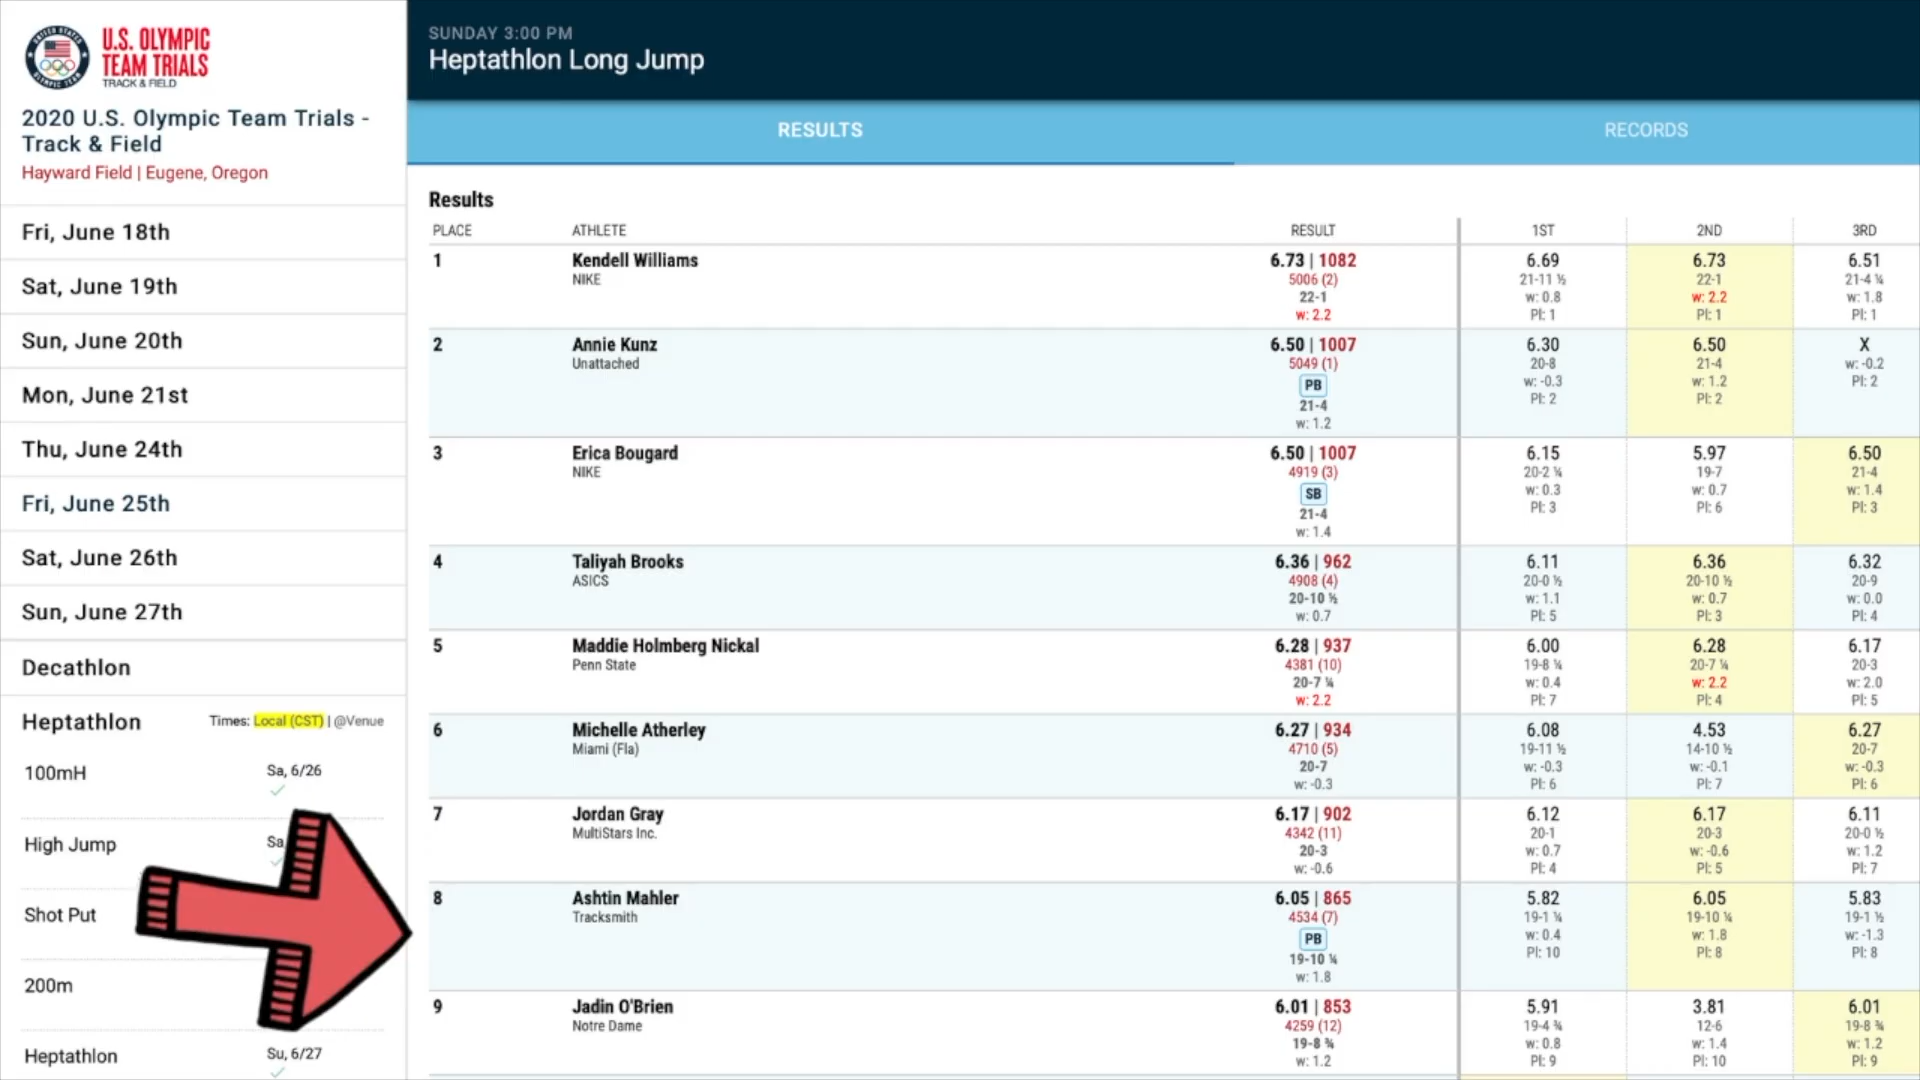 UNITED STATES
OLYMPIC TEAM
U.S. OLYMPIC
TEAM TRIALS
TRACK & FIELD
2020 U.S. Olympic Team Trials -
Track & Field
Hayward Field | Eugene, Oregon
Fri, June 18th
Sat, June 19th
Sun, June 20th
Mon, June 21st
Thu, June 24th
Fri, June 25th
Sat, June 26th
Sun, June 27th
Decathlon
Heptathlon Times: Local (CST) | @Venue
100mH Sa, 6/26
High Jump Sa
Shot Put
200m
Heptathlon Su, 6/27
SUNDAY 3:00 PM
Heptathlon Long Jump
RESULTS RECORDS
Results
PLACE ATHLETE RESULT 1ST 2ND 3RD
1 Kendell Williams 6.73 | 1082 6.69 6.73 6.51
NIKE 5006 (2) 21-11 ½ 22-1 21-4 ¼
22-1 w: 0.8 w: 2.2 w: 1.8
w: 2.2 Pl: 1 Pl: 1 Pl: 1
2 Annie Kunz 6.50 | 1007 6.30 6.50 X
Unattached 5049 (1) 20-8 21-4 w: -0.2
PB w: -0.3 w: 1.2 Pl: 2
21-4 Pl: 2 Pl: 2
w: 1.2
3 Erica Bougard 6.50 | 1007 6.15 5.97 6.50
NIKE 4919 (3) 20-2 ¼ 19-7 21-4
SB w: 0.3 w: 0.7 w: 1.4
21-4 Pl: 3 Pl: 6 Pl: 3
w: 1.4
4 Taliyah Brooks 6.36 | 962 6.11 6.36 6.32
ASICS 4908 (4) 20-0 ½ 20-10 ½ 20-9
20-10 ½ w: 1.1 w: 0.7 w: 0.0
w: 0.7 Pl: 5 Pl: 3 Pl: 4
5 Maddie Holmberg Nickal 6.28 | 937 6.00 6.28 6.17
Penn State 4381 (10) 19-8 ¼ 20-7 ¼ 20-3
20-7 ¼ w: 0.4 w: 2.2 w: 2.0
w: 2.2 Pl: 7 Pl: 4 Pl: 5
6 Michelle Atherley 6.27 | 934 6.08 4.53 6.27
Miami (Fla) 4710 (5) 19-11 ½ 14-10 ½ 20-7
20-7 w: -0.3 w: -0.1 w: -0.3
w: -0.3 Pl: 6 Pl: 7 Pl: 6
7 Jordan Gray 6.17 | 902 6.12 6.17 6.11
MultiStars Inc. 4342 (11) 20-1 20-3 20-0 ½
20-3 w: 0.7 w: -0.6 w: 1.2
w: -0.6 Pl: 4 Pl: 5 Pl: 7
8 Ashtin Mahler 6.05 | 865 5.82 6.05 5.83
Tracksmith 4534 (7) 19-1 ¼ 19-10 ¼ 19-1 ½
PB w: 0.4 w: 1.8 w: -1.3
19-10 ¼ Pl: 10 Pl: 8 Pl: 8
w: 1.8
9 Jadin O'Brien 6.01 | 853 5.91 3.81 6.01
Notre Dame 4259 (12) 19-4 ¾ 12-6 19-8 ¾
19-8 ¾ w: 0.8 w: 1.4 w: 1.2
w: 1.2 Pl: 9 Pl: 10 Pl: 9